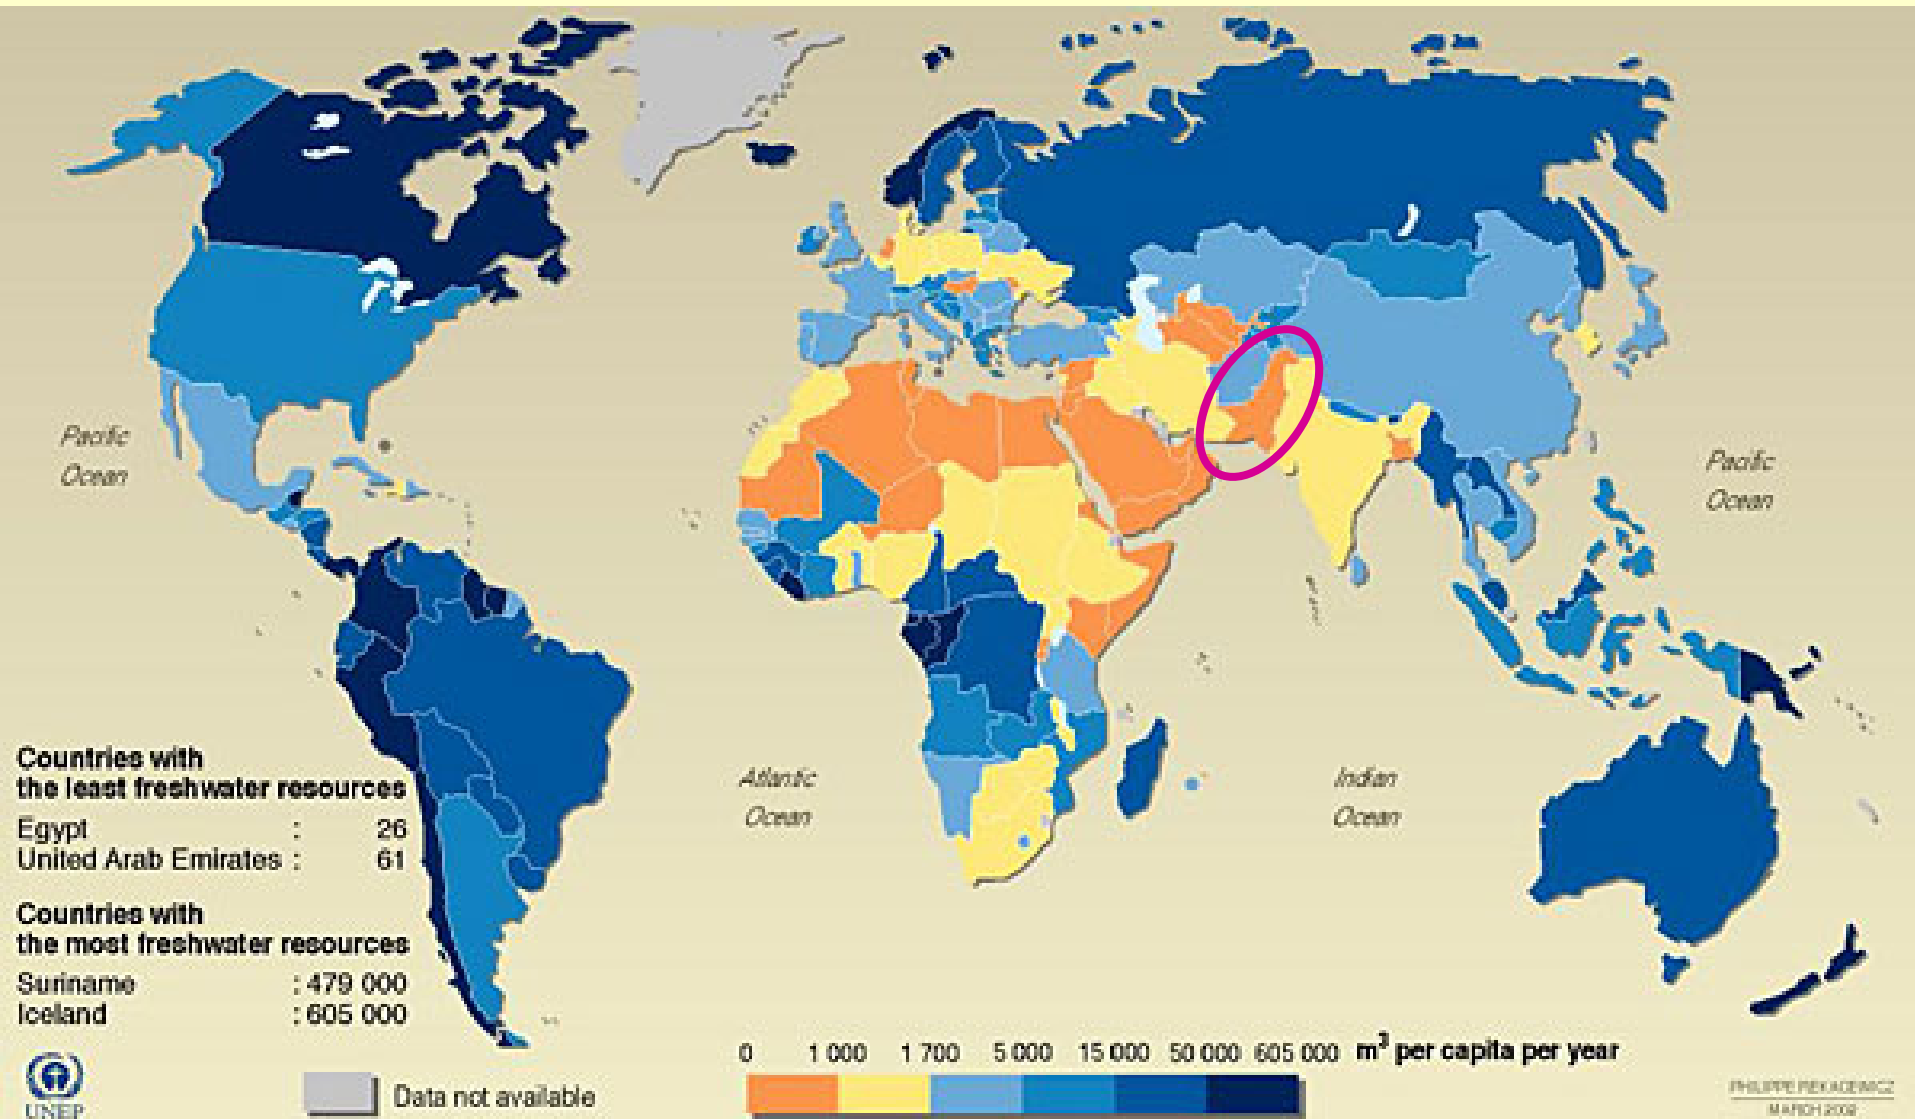 Pacific
Ocean
Pacific
Ocean
Atlantic
Ocean
Indian
Ocean
Countries with
the least freshwater resources
Egypt : 26
United Arab Emirates : 61
Countries with
the most freshwater resources
Suriname : 479 000
Iceland : 605 000
0 1 000 1 700 5 000 15 000 50 000 605 000 m³ per capita per year
Data not available
UNEP
PHILIPPE REKACEWICZ
MARCH 2002